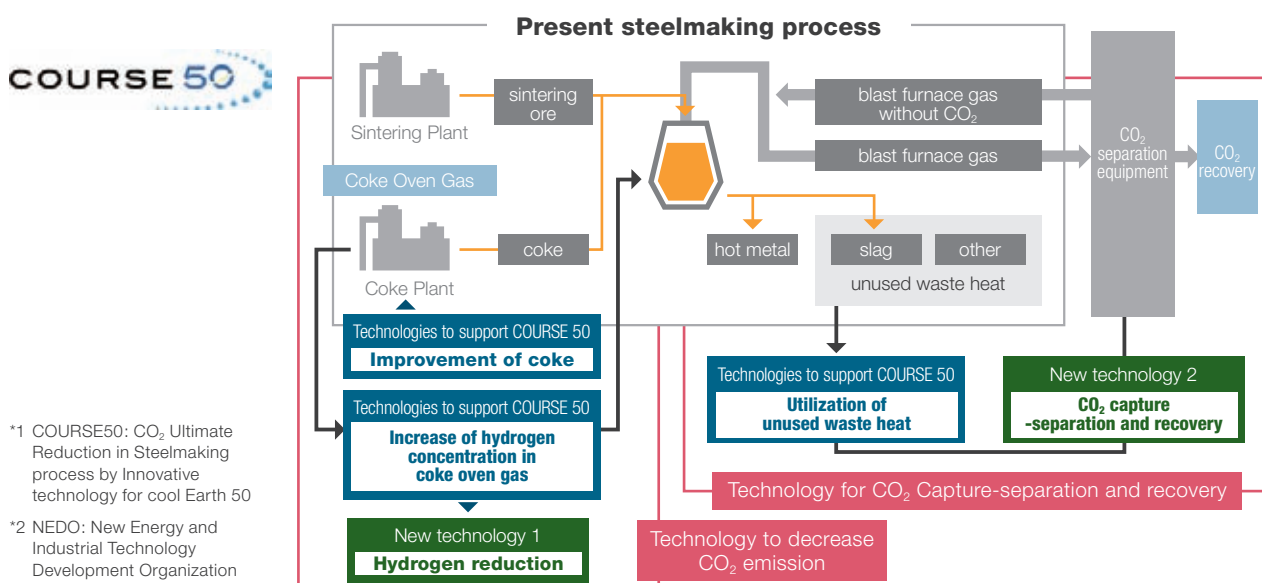 Present steelmaking process
COURSE 50
sintering
ore
Sintering Plant
blast furnace gas
without CO₂
blast furnace gas
CO₂
separation
equipment
CO₂
recovery
Coke Oven Gas
coke
Coke Plant
hot metal
slag
other
unused waste heat
Technologies to support COURSE 50
Improvement of coke
Technologies to support COURSE 50
Increase of hydrogen
concentration in
coke oven gas
New technology 1
Hydrogen reduction
Technologies to support COURSE 50
Utilization of
unused waste heat
New technology 2
CO₂ capture
-separation and recovery
Technology for CO₂ Capture-separation and recovery
Technology to decrease
CO₂ emission
*1 COURSE50: CO₂ Ultimate
Reduction in Steelmaking
process by Innovative
technology for cool Earth 50
*2 NEDO: New Energy and
Industrial Technology
Development Organization